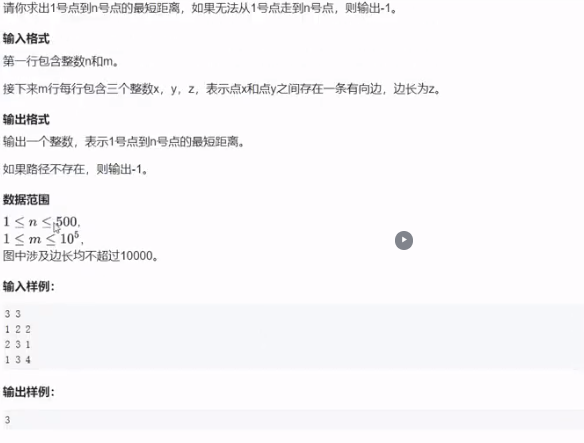 请你求出1号点到n号点的最短距离，如果无法从1号点走到n号点，则输出-1。
输入格式
第一行包含整数n和m。
接下来m行每行包含三个整数x，y，z，表示点x和点y之间存在一条有向边，边长为z。
输出格式
输出一个整数，表示1号点到n号点的最短距离。
如果路径不存在，则输出-1。
数据范围
1 ≤ n ≤ 500,
1 ≤ m ≤ 10⁵,
图中涉及边长均不超过10000。
输入样例：
3 3
1 2 2
2 3 1
1 3 4
输出样例：
3